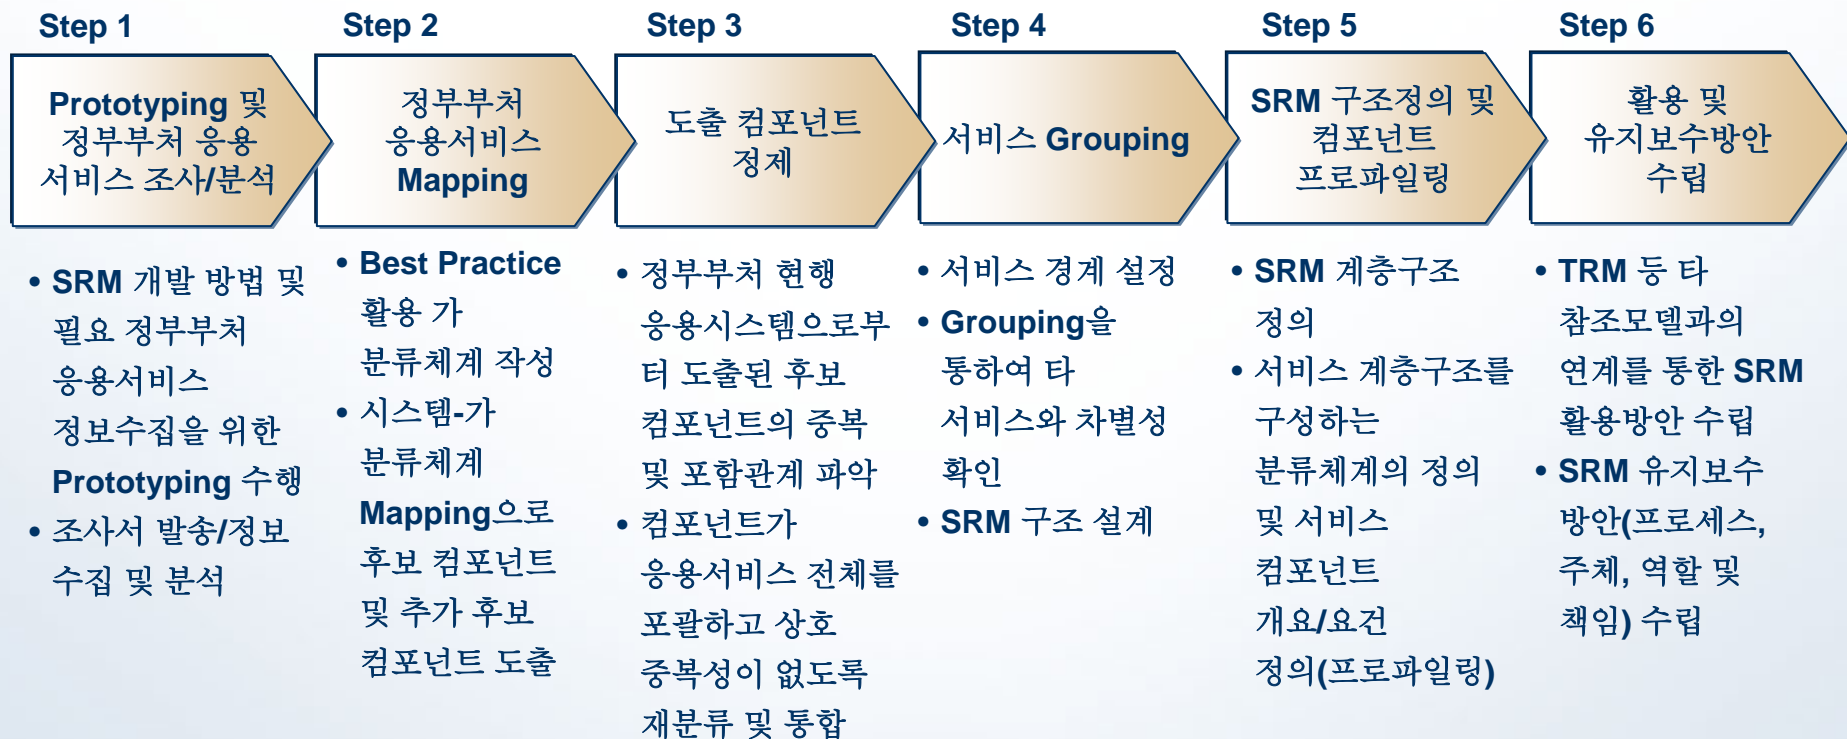 Step 1
Prototyping 및
정부부처 응용
서비스 조사/분석
• SRM 개발 방법 및
필요 정부부처
응용서비스
정보수집을 위한
Prototyping 수행
• 조사서 발송/정보
수집 및 분석
Step 2
정부부처
응용서비스
Mapping
• Best Practice
활용 가
분류체계 작성
• 시스템-가
분류체계
Mapping으로
후보 컴포넌트
및 추가 후보
컴포넌트 도출
Step 3
도출 컴포넌트
정제
• 정부부처 현행
응용시스템으로부
터 도출된 후보
컴포넌트의 중복
및 포함관계 파악
• 컴포넌트가
응용서비스 전체를
포괄하고 상호
중복성이 없도록
재분류 및 통합
Step 4
서비스 Grouping
• 서비스 경계 설정
• Grouping을
통하여 타
서비스와 차별성
확인
• SRM 구조 설계
Step 5
SRM 구조정의 및
컴포넌트
프로파일링
• SRM 계층구조
정의
• 서비스 계층구조를
구성하는
분류체계의 정의
및 서비스
컴포넌트
개요/요건
정의(프로파일링)
Step 6
활용 및
유지보수방안
수립
• TRM 등 타
참조모델과의
연계를 통한 SRM
활용방안 수립
• SRM 유지보수
방안(프로세스,
주체, 역할 및
책임) 수립